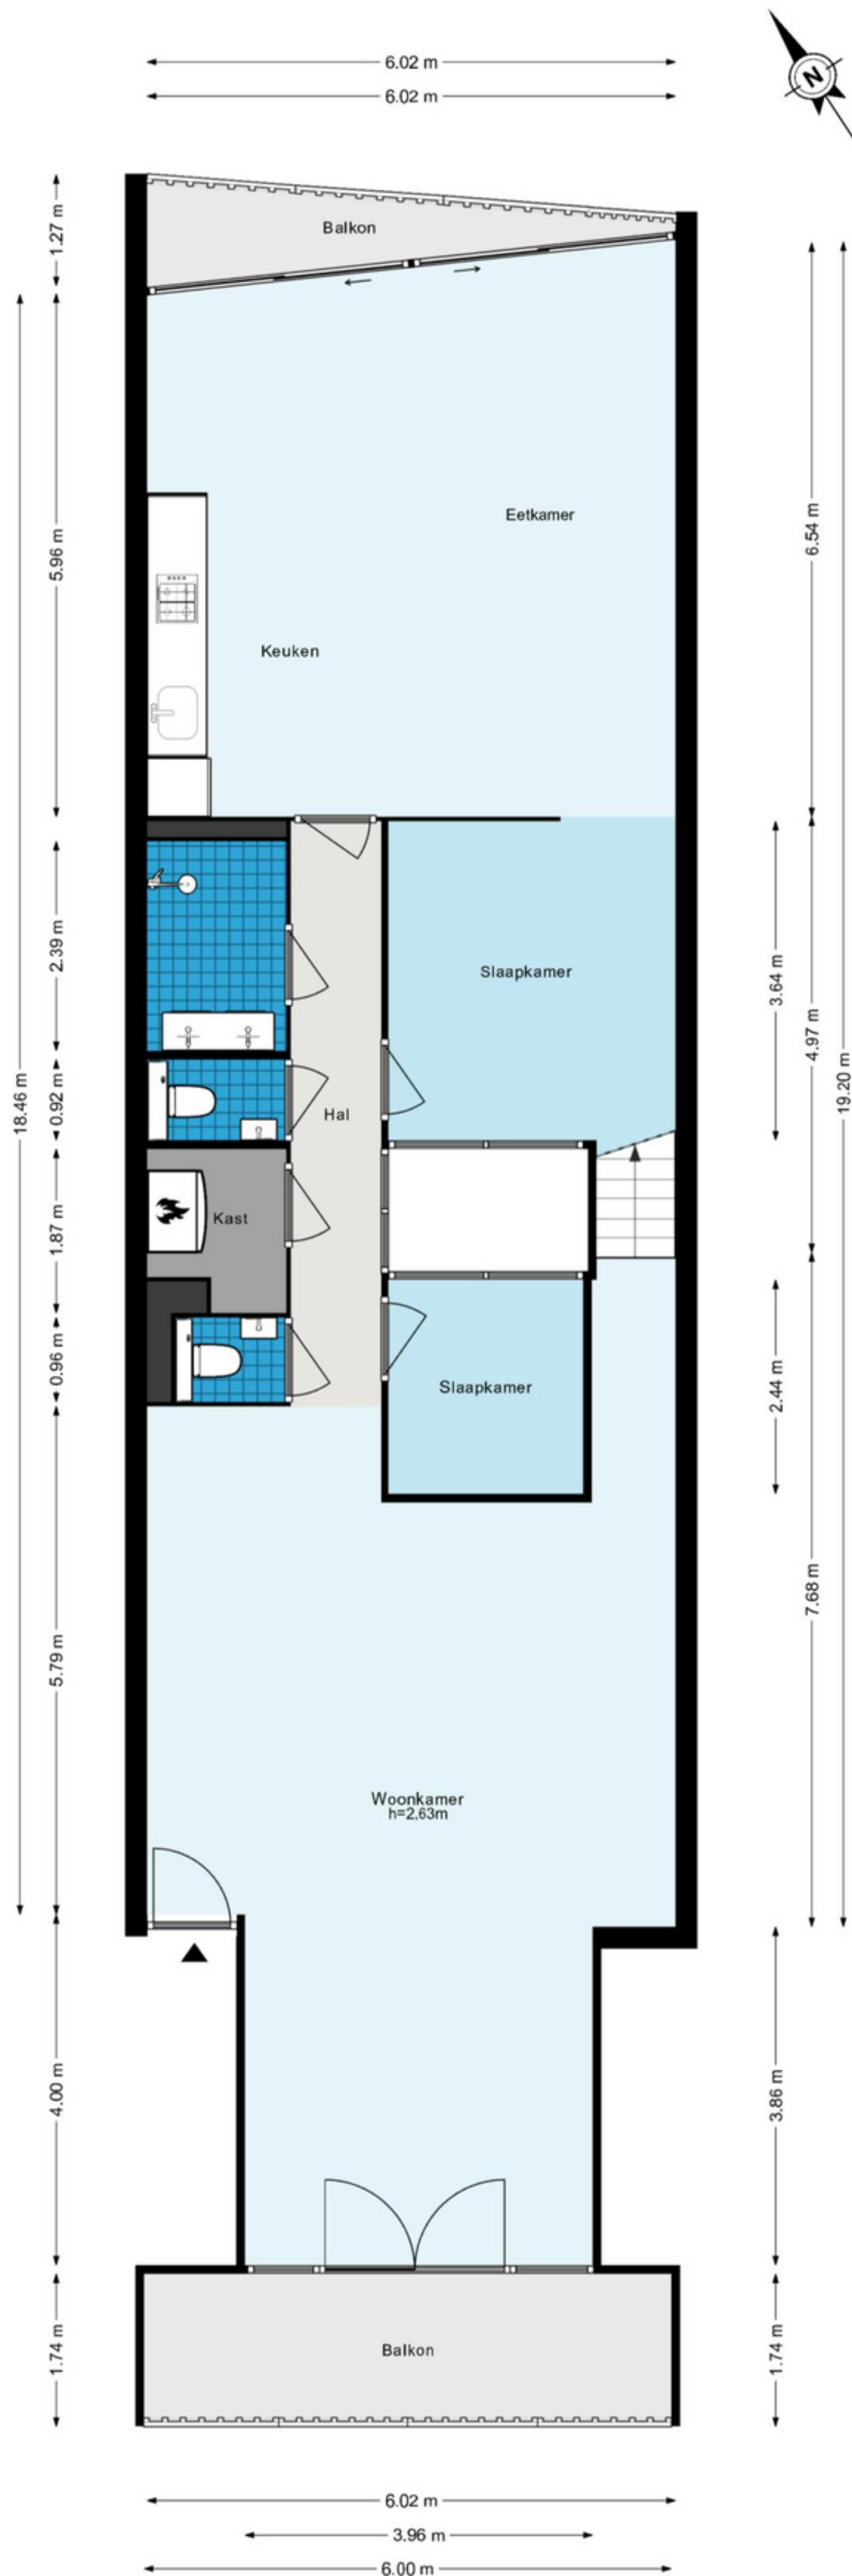 6.02 m
6.02 m
N
Balkon
1.27 m
5.96 m
6.54 m
Eetkamer
Keuken
2.39 m
Slaapkamer
3.64 m
4.97 m
18.46 m
19.20 m
0.92 m
Hal
1.87 m
Kast
0.96 m
Slaapkamer
2.44 m
7.68 m
5.79 m
Woonkamer
h=2,63m
4.00 m
3.86 m
1.74 m
Balkon
1.74 m
6.02 m
3.96 m
6.00 m